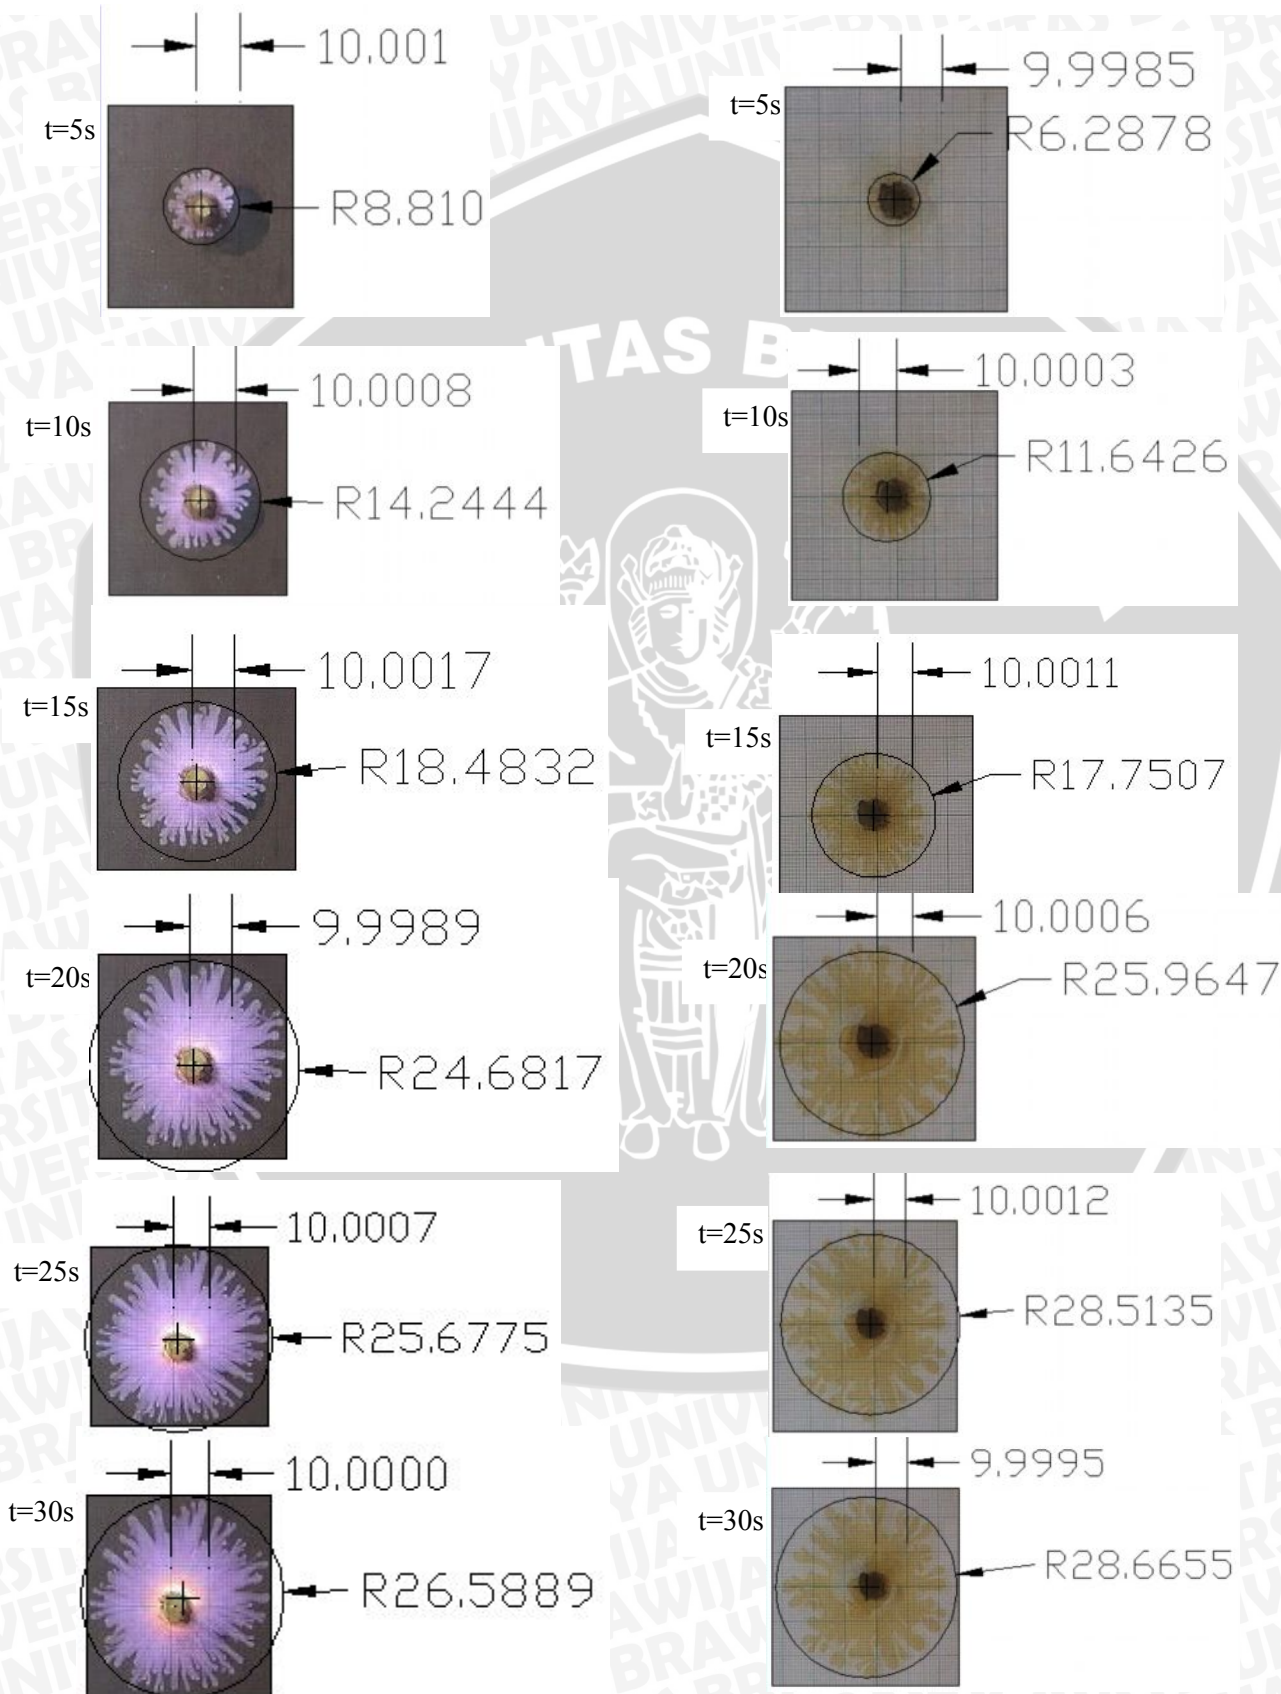 10.001
t=5s
R8.810
10.0008
t=10s
R14.2444
10.0017
t=15s
R18.4832
9.9989
t=20s
R24.6817
10.0007
t=25s
R25.6775
10.0000
t=30s
R26.5889
9.9985
t=5s
R6.2878
10.0003
t=10s
R11.6426
10.0011
t=15s
R17.7507
10.0006
t=20s
R25.9647
10.0012
t=25s
R28.5135
9.9995
t=30s
R28.6655
ITAS B